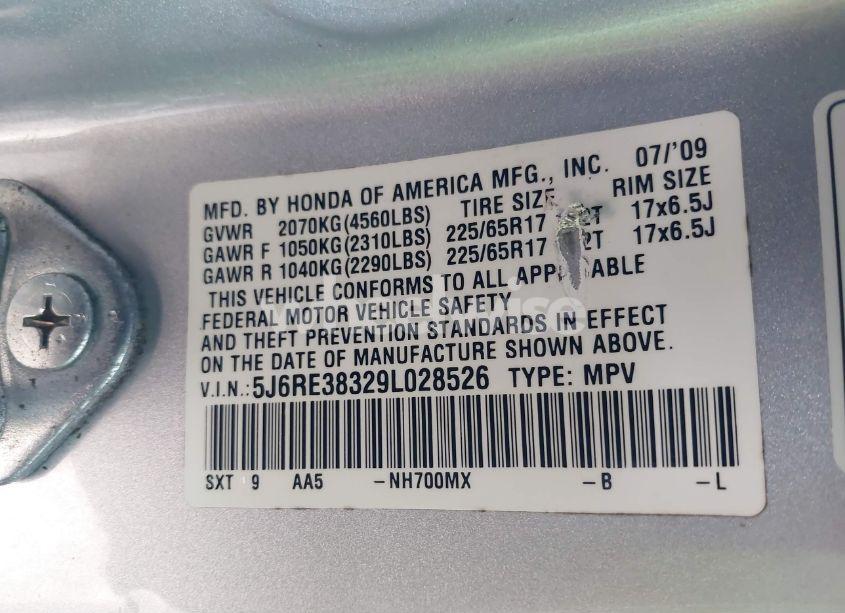 MFD. BY HONDA OF AMERICA MFG., INC. 07/'09
GVWR 2070KG(4560LBS) TIRE SIZE RIM SIZE
GAWR F 1050KG(2310LBS) 225/65R17 2T 17x6.5J
GAWR R 1040KG(2290LBS) 225/65R17 2T 17x6.5J
THIS VEHICLE CONFORMS TO ALL APPLICABLE
FEDERAL MOTOR VEHICLE SAFETY
AND THEFT PREVENTION STANDARDS IN EFFECT
ON THE DATE OF MANUFACTURE SHOWN ABOVE.
V.I.N.: 5J6RE38329L028526 TYPE: MPV
SXT 9 AA5 -NH700MX -B -L